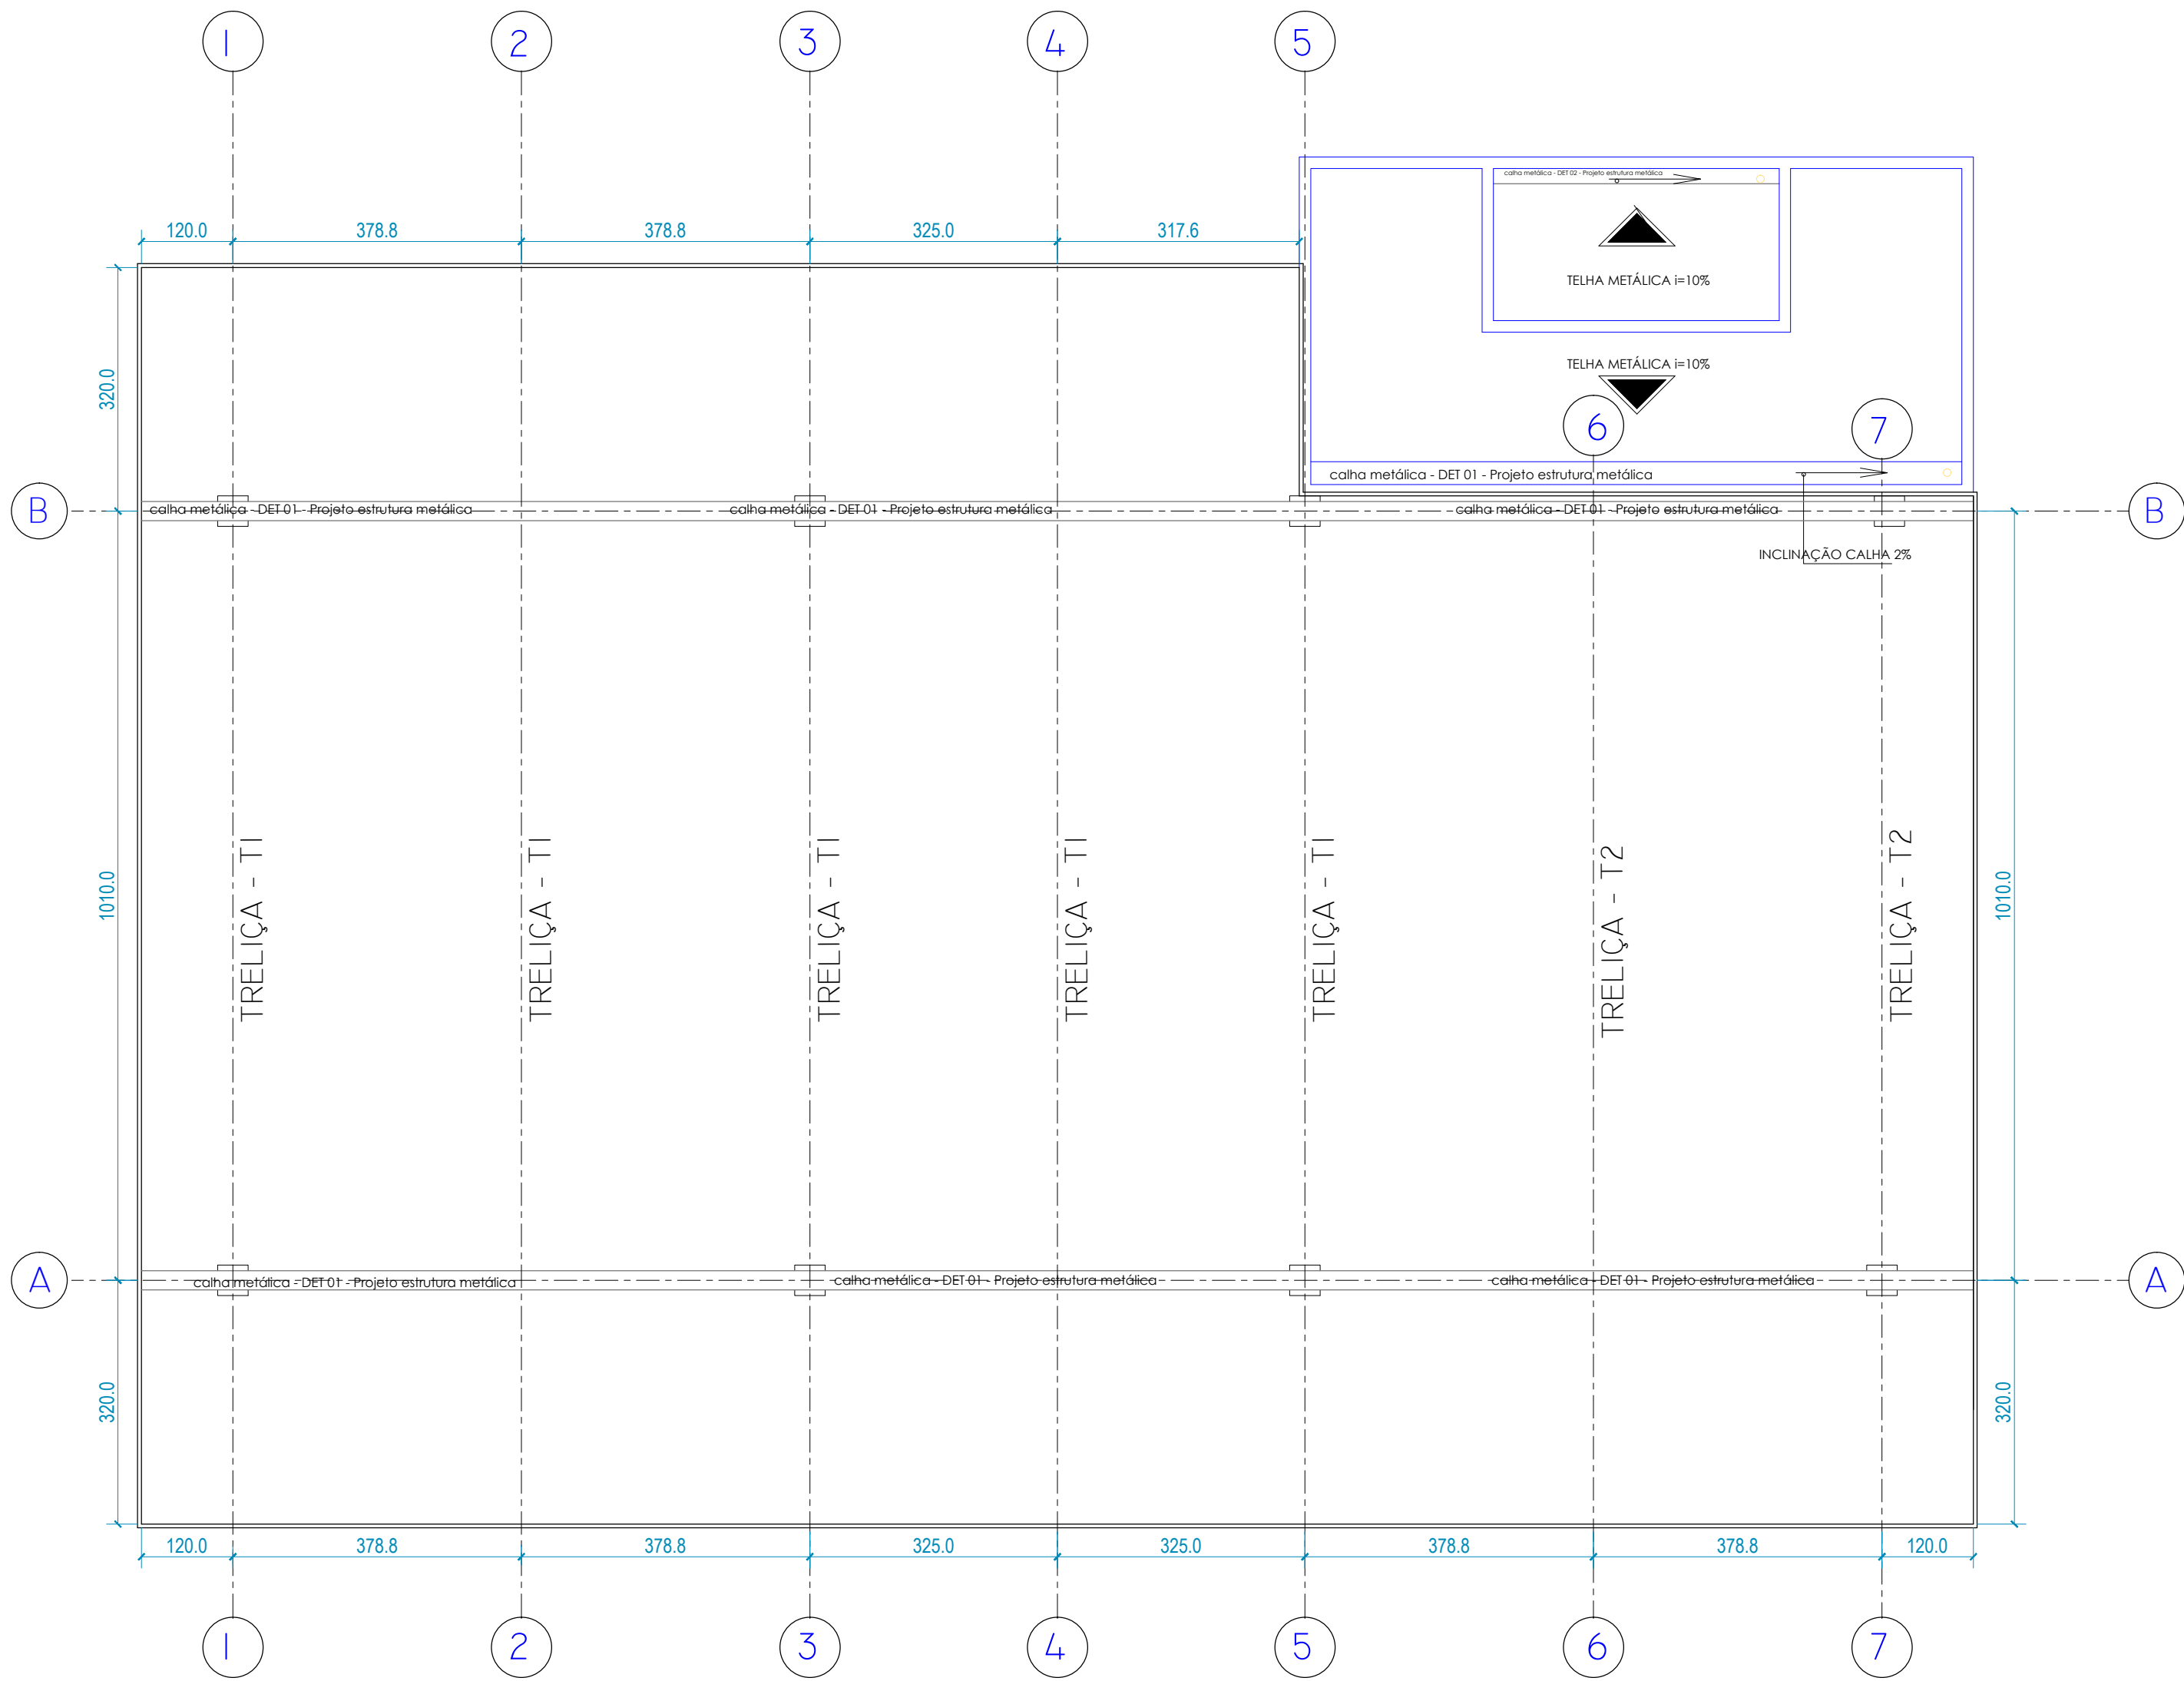 1 2 3 4 5
calha metálica - DET 02 - Projeto estrutura metálica
120.0 378.8 378.8 325.0 317.6
TELHA METÁLICA i=10%
320.0
TELHA METÁLICA i=10%
6 7
calha metálica - DET 01 - Projeto estrutura metálica
B calha metálica - DET 01 - Projeto estrutura metálica calha metálica - DET 01 - Projeto estrutura metálica calha metálica - DET 01 - Projeto estrutura metálica B
INCLINAÇÃO CALHA 2%
1010.0
TRELIÇA - T1
TRELIÇA - T1
TRELIÇA - T1
TRELIÇA - T1
TRELIÇA - T1
TRELIÇA - T2
TRELIÇA - T2
1010.0
A calha metálica - DET 01 - Projeto estrutura metálica calha metálica - DET 01 - Projeto estrutura metálica calha metálica - DET 01 - Projeto estrutura metálica A
320.0
320.0
120.0 378.8 378.8 325.0 325.0 378.8 378.8 120.0
1 2 3 4 5 6 7